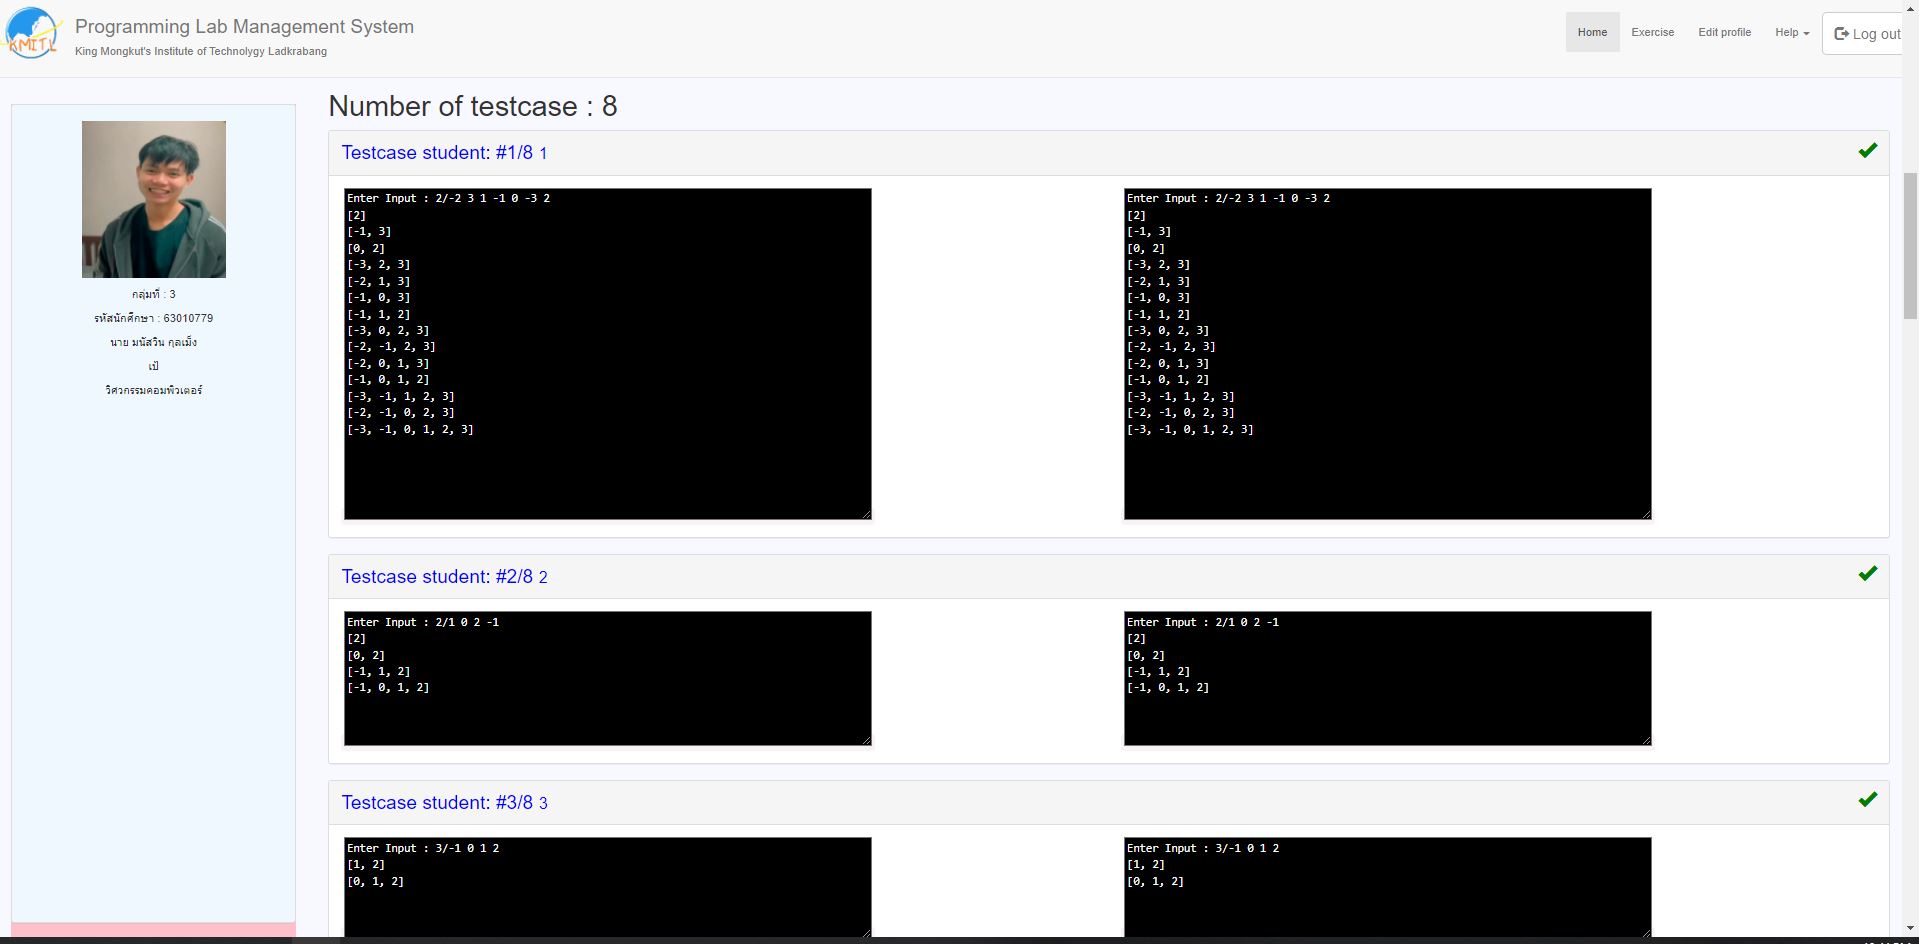 KMITL
Programming Lab Management System
King Mongkut's Institute of Technolygy Ladkrabang
Home
Exercise
Edit profile
Help
Log out
กลุ่มที่ : 3
รหัสนักศึกษา : 63010779
นาย มนัสวิน กุลเม็ง
เป้
วิศวกรรมคอมพิวเตอร์
Number of testcase : 8
Testcase student: #1/8 1
Enter Input : 2/-2 3 1 -1 0 -3 2
[2]
[-1, 3]
[0, 2]
[-3, 2, 3]
[-2, 1, 3]
[-1, 0, 3]
[-1, 1, 2]
[-3, 0, 2, 3]
[-2, -1, 2, 3]
[-2, 0, 1, 3]
[-1, 0, 1, 2]
[-3, -1, 1, 2, 3]
[-2, -1, 0, 2, 3]
[-3, -1, 0, 1, 2, 3]
Enter Input : 2/-2 3 1 -1 0 -3 2
[2]
[-1, 3]
[0, 2]
[-3, 2, 3]
[-2, 1, 3]
[-1, 0, 3]
[-1, 1, 2]
[-3, 0, 2, 3]
[-2, -1, 2, 3]
[-2, 0, 1, 3]
[-1, 0, 1, 2]
[-3, -1, 1, 2, 3]
[-2, -1, 0, 2, 3]
[-3, -1, 0, 1, 2, 3]
Testcase student: #2/8 2
Enter Input : 2/1 0 2 -1
[2]
[0, 2]
[-1, 1, 2]
[-1, 0, 1, 2]
Enter Input : 2/1 0 2 -1
[2]
[0, 2]
[-1, 1, 2]
[-1, 0, 1, 2]
Testcase student: #3/8 3
Enter Input : 3/-1 0 1 2
[1, 2]
[0, 1, 2]
Enter Input : 3/-1 0 1 2
[1, 2]
[0, 1, 2]